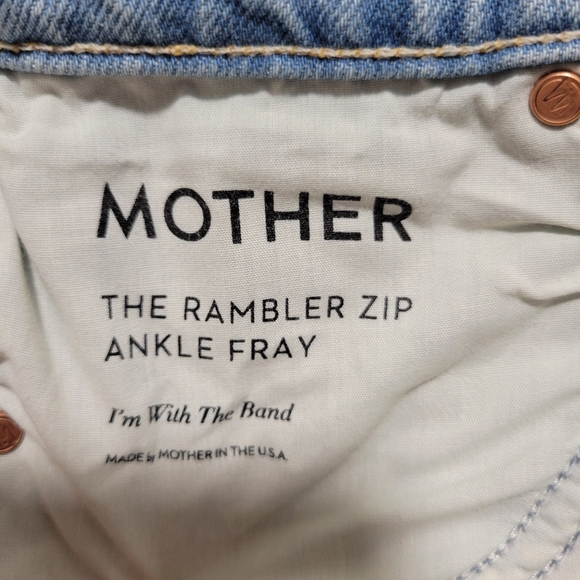 MOTHER
THE RAMBLER ZIP
ANKLE FRAY
I'm With The Band
MADE by MOTHER IN THE U.S.A.